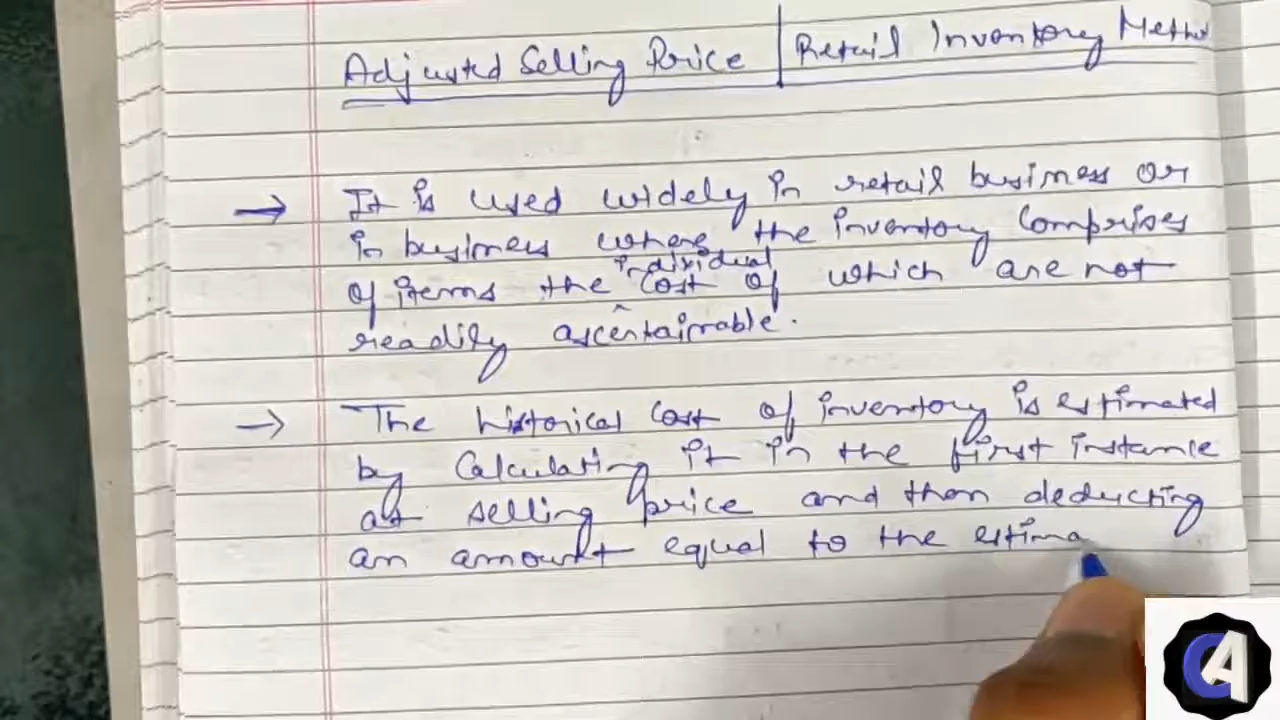 Adjusted Selling Price | Retail Inventory Metho
→ It is used widely in retail business or
in business where the inventory comprises
of items the individual cost of which are not
readily ascertainable.
→ The historical cost of inventory is estimated
by calculating it in the first instance
at selling price and then deducting
an amount equal to the estima
CA